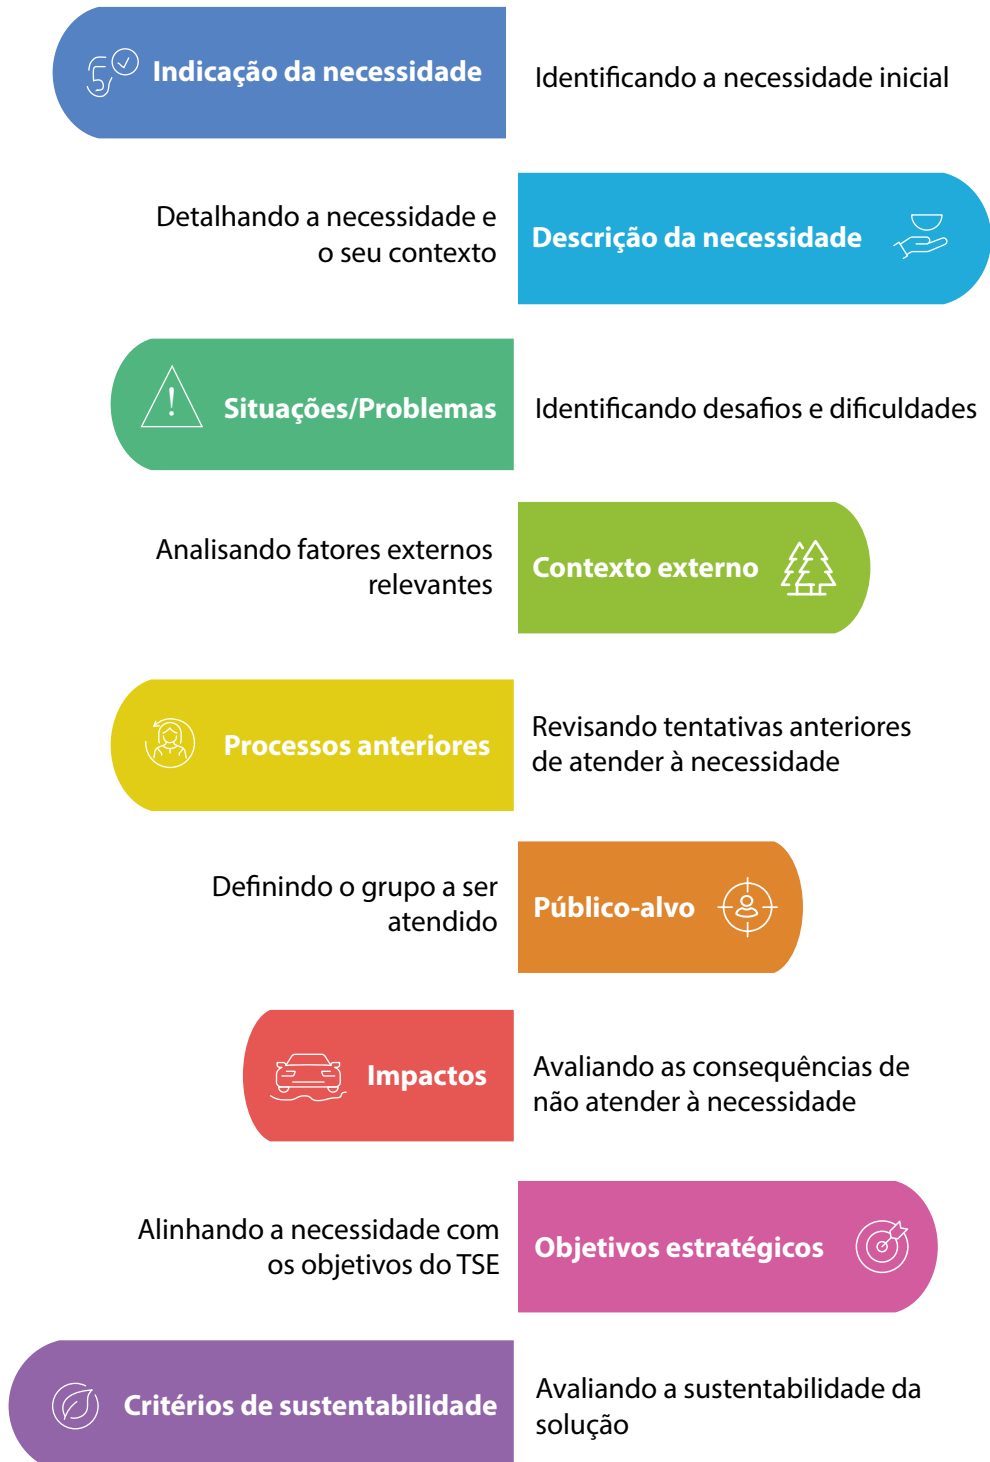 Indicação da necessidade
Identificando a necessidade inicial
Detalhando a necessidade e
o seu contexto
Descrição da necessidade
Situações/Problemas
Identificando desafios e dificuldades
Analisando fatores externos
relevantes
Contexto externo
Processos anteriores
Revisando tentativas anteriores
de atender à necessidade
Definindo o grupo a ser
atendido
Público-alvo
Impactos
Avaliando as consequências de
não atender à necessidade
Alinhando a necessidade com
os objetivos do TSE
Objetivos estratégicos
Critérios de sustentabilidade
Avaliando a sustentabilidade da
solução